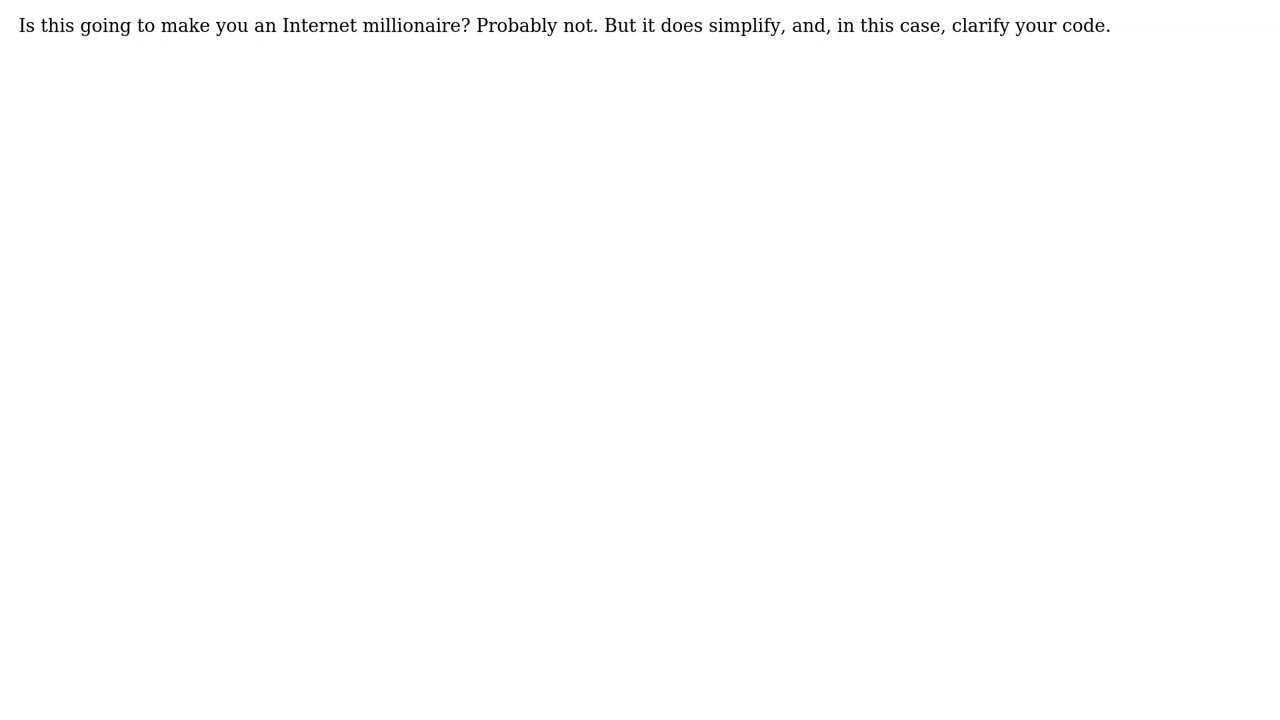 Is this going to make you an Internet millionaire? Probably not. But it does simplify, and, in this case, clarify your code.